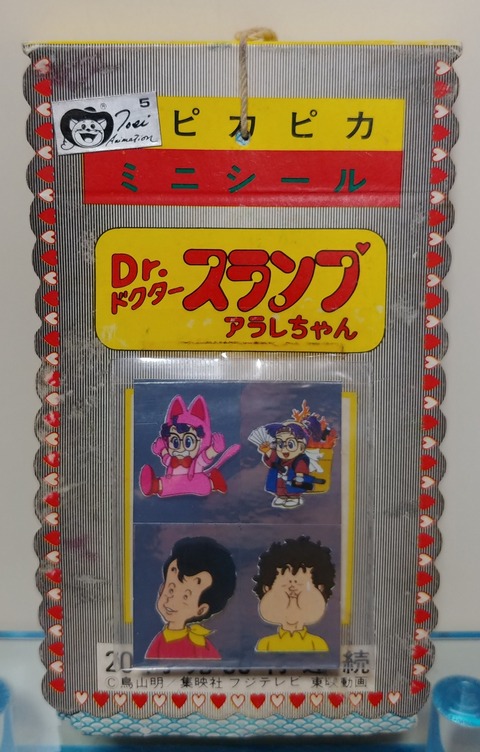 5
Toei
Animation
®
ピカピカ
ミニシール
Dr.
ドクタースランプ
アラレちゃん
20
続
©鳥山明/集英社 フジテレビ 東映動画